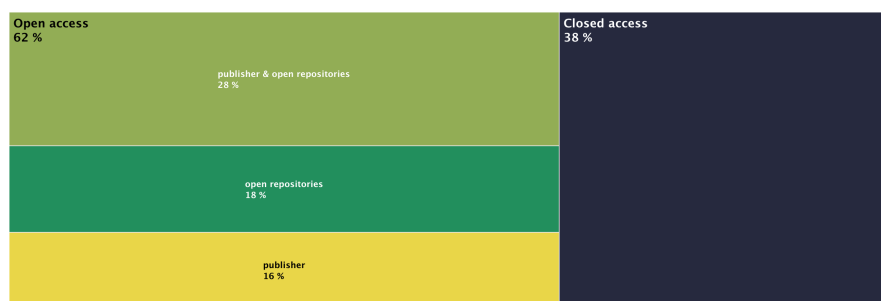 Open access
62 %
publisher & open repositories
28 %
open repositories
18 %
publisher
16 %
Closed access
38 %